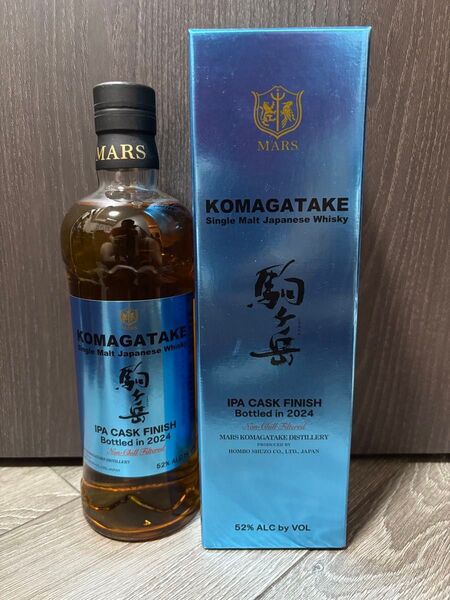 MARS
KOMAGATAKE
Single Malt Japanese Whisky
駒ヶ岳
IPA CASK FINISH
Bottled in 2024
Non-Chill Filtered
52% ALC
MARS
KOMAGATAKE
Single Malt Japanese Whisky
駒ヶ岳
IPA CASK FINISH
Bottled in 2024
Non-Chill Filtered
MARS KOMAGATAKE DISTILLERY
PRODUCED BY
HOMBO SHUZO CO., LTD., JAPAN
52% ALC by VOL